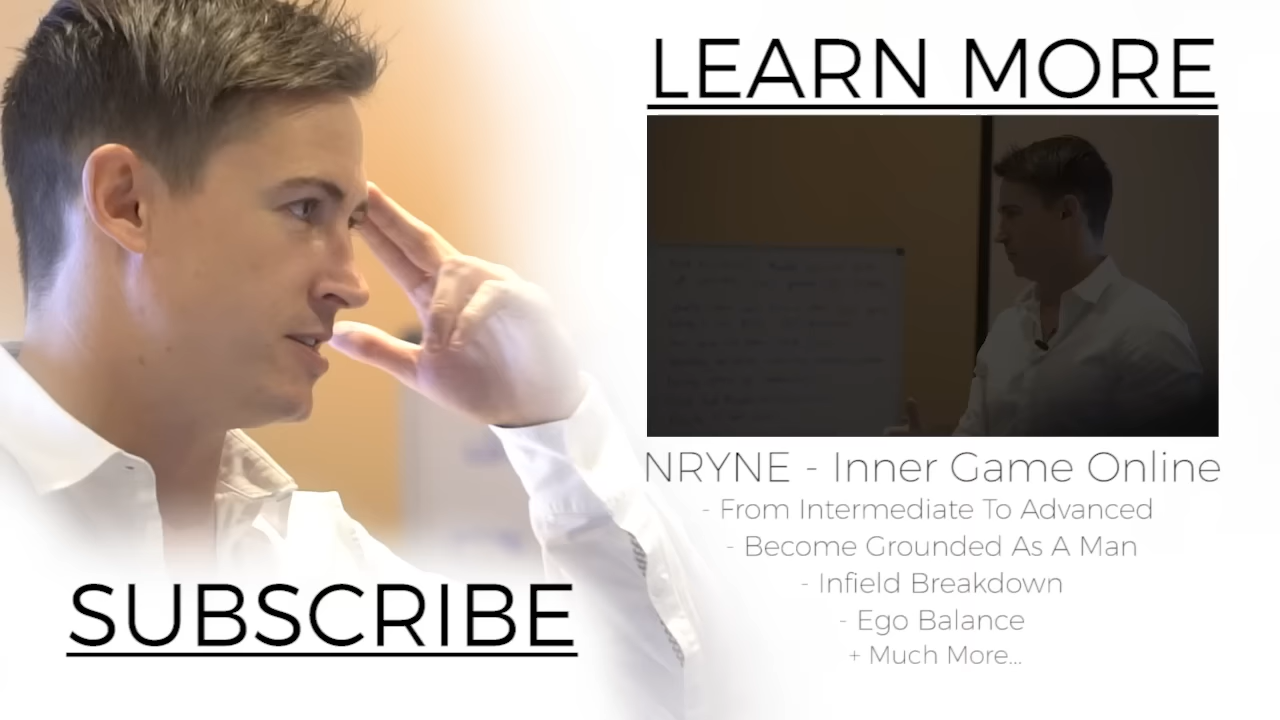 LEARN MORE
NRYNE - Inner Game Online
- From Intermediate To Advanced
- Become Grounded As A Man
- Infield Breakdown
- Ego Balance
+ Much More...
SUBSCRIBE